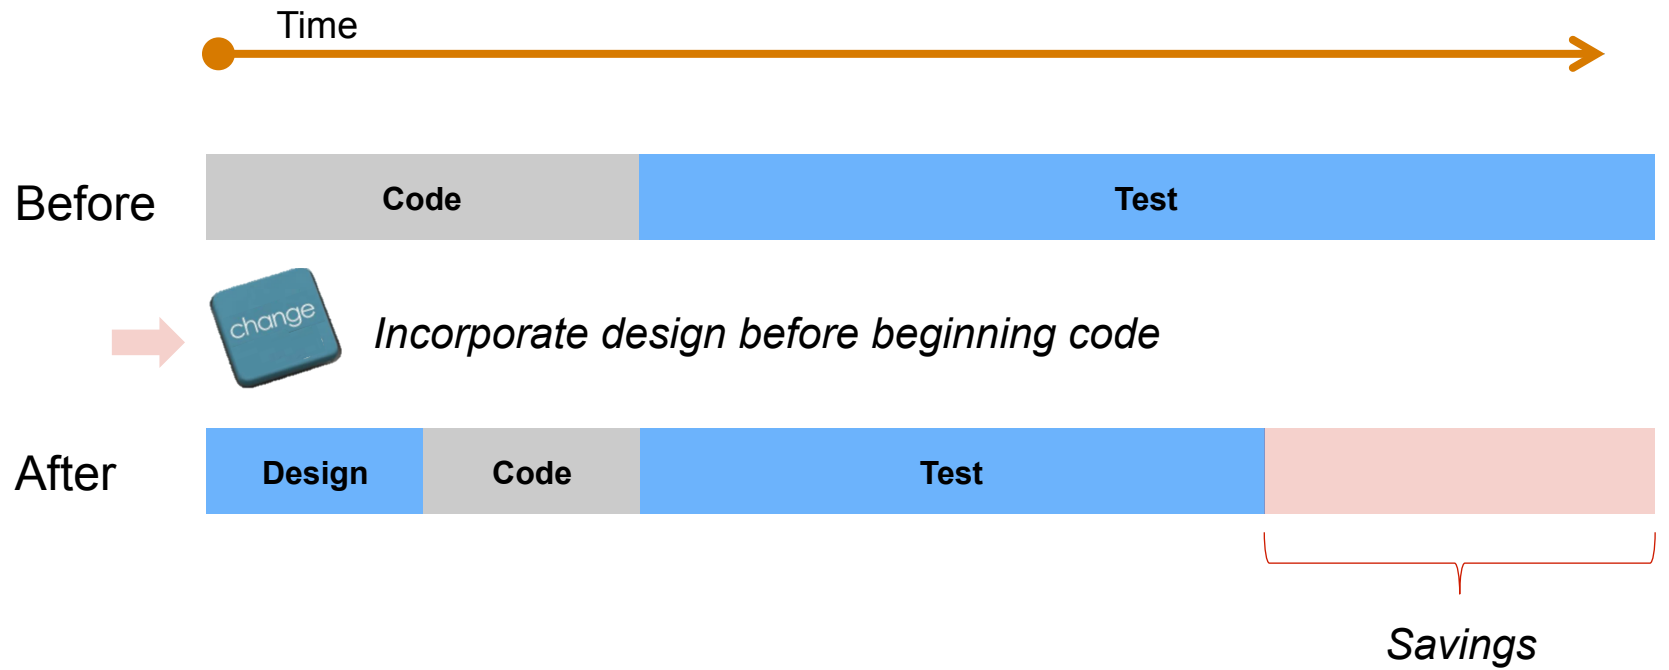 Time
Before
Code
Test
change
Incorporate design before beginning code
After
Design
Code
Test
Savings